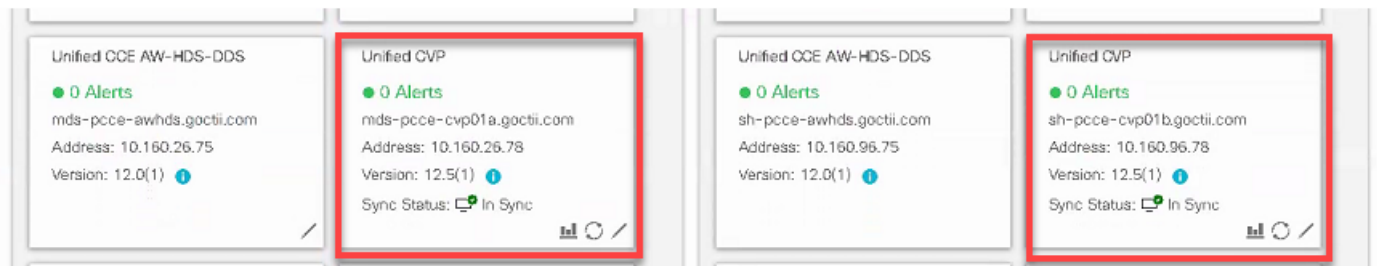 Unified CCE AW-HDS-DDS
0 Alerts
mds-pcce-awhds.goctii.com
Address: 10.160.26.75
Version: 12.0(1)
Unified CVP
0 Alerts
mds-pcce-cvp01a.goctii.com
Address: 10.160.26.78
Version: 12.5(1)
Sync Status: In Sync
Unified CCE AW-HDS-DDS
0 Alerts
sh-pcce-awhds.goctii.com
Address: 10.160.96.75
Version: 12.0(1)
Unified CVP
0 Alerts
sh-pcce-cvp01b.goctii.com
Address: 10.160.96.78
Version: 12.5(1)
Sync Status: In Sync